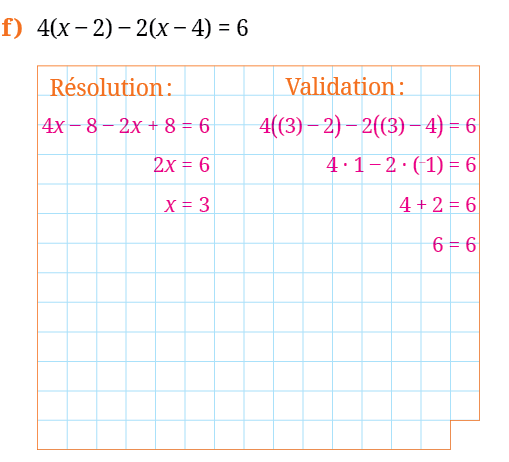 f) 4(x − 2) − 2(x − 4) = 6
Résolution :
4x − 8 − 2x + 8 = 6
2x = 6
x = 3
Validation :
4((3) − 2) − 2((3) − 4) = 6
4 · 1 − 2 · (⁻1) = 6
4 + 2 = 6
6 = 6